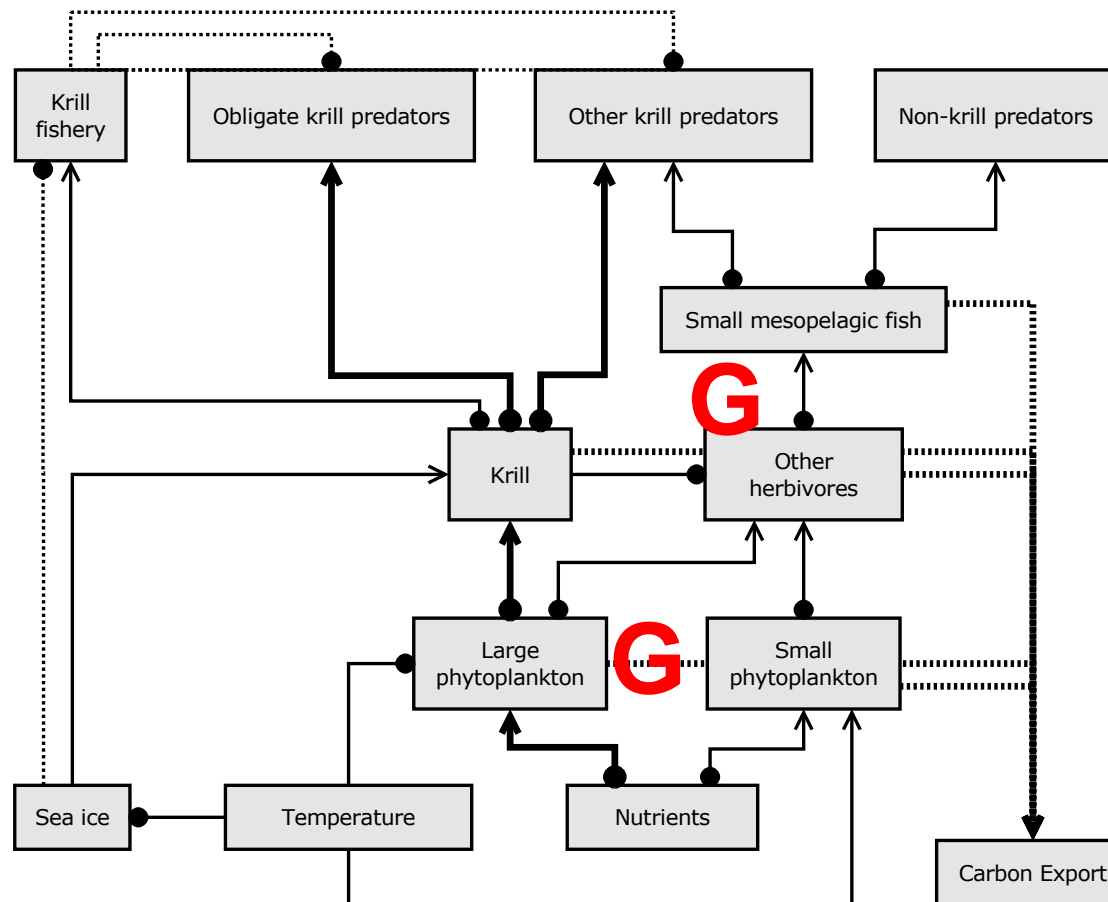 Krill
fishery
Obligate krill predators
Other krill predators
Non-krill predators
Small mesopelagic fish
G
Krill
Other
herbivores
Large
phytoplankton
G
Small
phytoplankton
Sea ice
Temperature
Nutrients
Carbon Export